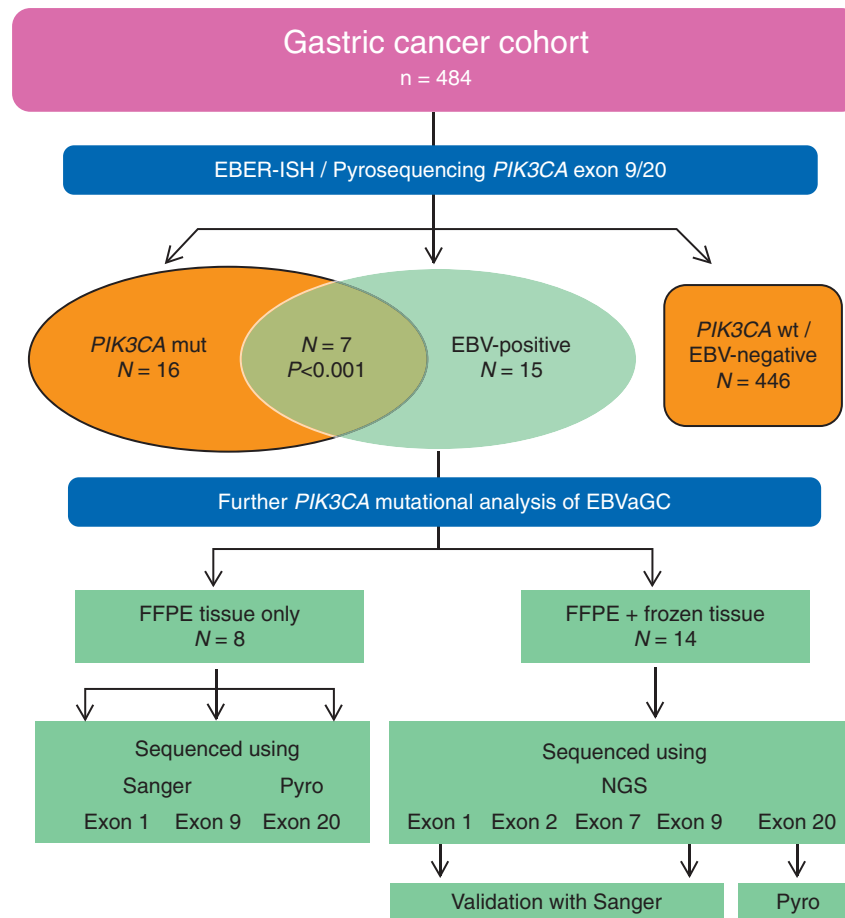 Gastric cancer cohort
n = 484
EBER-ISH / Pyrosequencing PIK3CA exon 9/20
PIK3CA mut
N = 16
N = 7
P<0.001
EBV-positive
N = 15
PIK3CA wt /
EBV-negative
N = 446
Further PIK3CA mutational analysis of EBVaGC
FFPE tissue only
N = 8
FFPE + frozen tissue
N = 14
Sequenced using
Sanger Pyro
Exon 1 Exon 9 Exon 20
Sequenced using
NGS
Exon 1 Exon 2 Exon 7 Exon 9 Exon 20
Validation with Sanger
Pyro